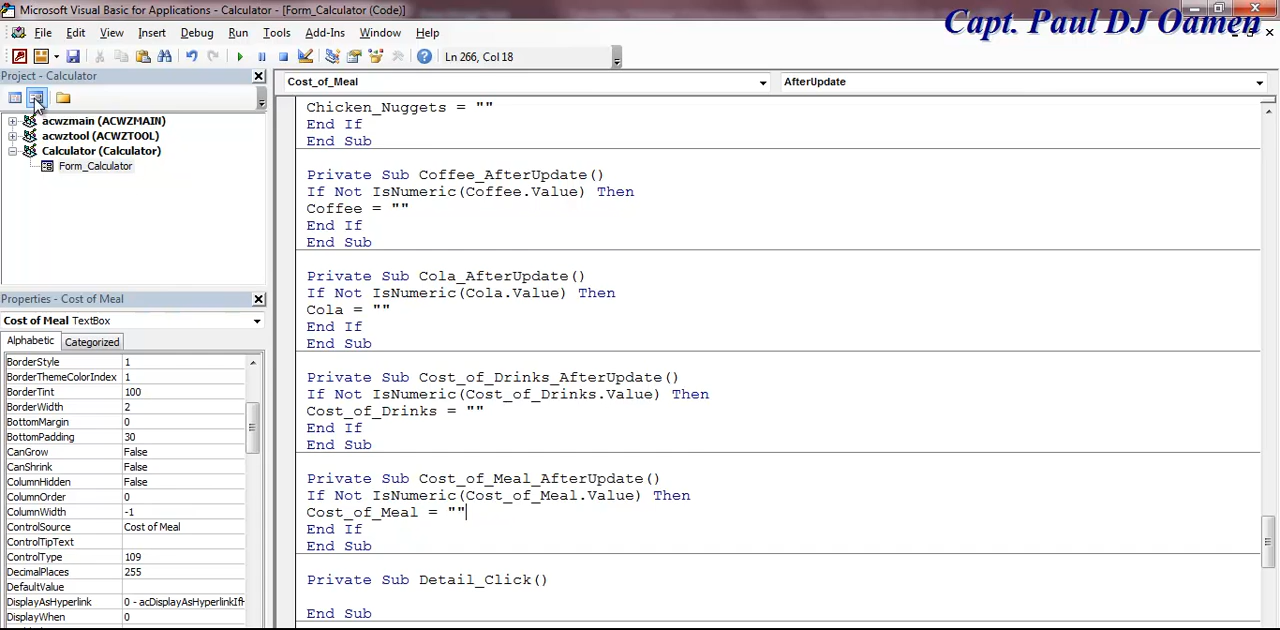 Microsoft Visual Basic for Applications - Calculator - [Form_Calculator (Code)]
Capt. Paul DJ Oamen
File Edit View Insert Format Debug Run Tools Add-Ins Window Help
Ln 266, Col 18
Project - Calculator
Cost_of_Meal
AfterUpdate
acwzmain (ACWZMAIN)
acwztool (ACWZTOOL)
Calculator (Calculator)
Form_Calculator
Properties - Cost of Meal
Cost of Meal TextBox
Alphabetic Categorized
BorderStyle 1
BorderThemeColorIndex 1
BorderTint 100
BorderWidth 2
BottomMargin 0
BottomPadding 30
CanGrow False
CanShrink False
ColumnHidden False
ColumnOrder 0
ColumnWidth -1
ControlSource Cost of Meal
ControlTipText
ControlType 109
DecimalPlaces 255
DefaultValue
DisplayAsHyperlink 0 - acDisplayAsHyperlinkIfH
DisplayWhen 0
Chicken_Nuggets = ""
End If
End Sub
Private Sub Coffee_AfterUpdate()
If Not IsNumeric(Coffee.Value) Then
Coffee = ""
End If
End Sub
Private Sub Cola_AfterUpdate()
If Not IsNumeric(Cola.Value) Then
Cola = ""
End If
End Sub
Private Sub Cost_of_Drinks_AfterUpdate()
If Not IsNumeric(Cost_of_Drinks.Value) Then
Cost_of_Drinks = ""
End If
End Sub
Private Sub Cost_of_Meal_AfterUpdate()
If Not IsNumeric(Cost_of_Meal.Value) Then
Cost_of_Meal = ""
End If
End Sub
Private Sub Detail_Click()
End Sub